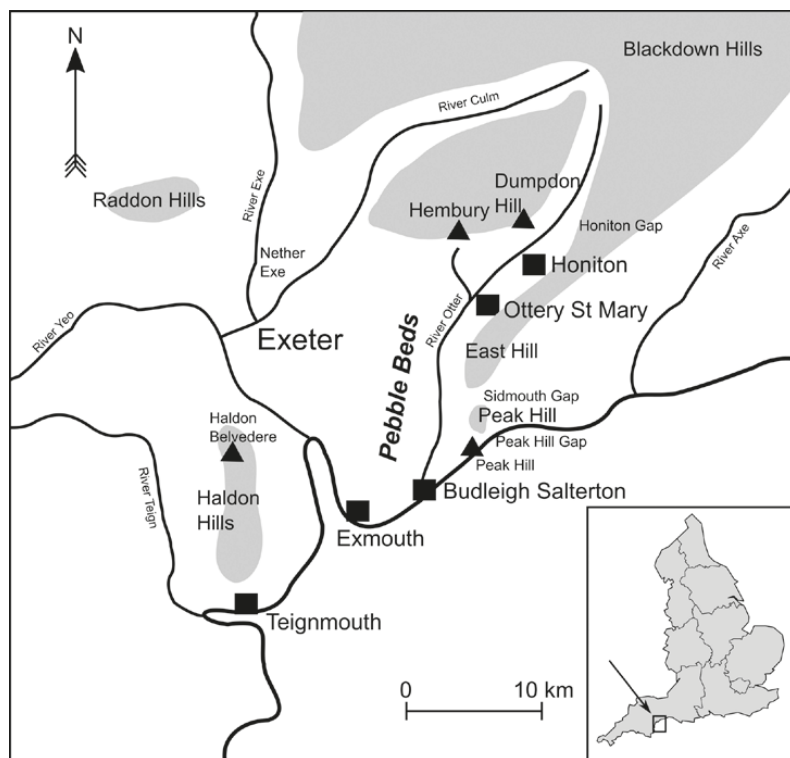 N
Blackdown Hills
River Culm
Raddon Hills
River Exe
Dumpdon
Hill
Hembury
Honiton Gap
River Axe
Nether
Exe
Honiton
River Yeo
Exeter
Pebble Beds
River Otter
Ottery St Mary
East Hill
Sidmouth Gap
Peak Hill
Peak Hill Gap
Peak Hill
Haldon
Belvedere
River Teign
Haldon
Hills
Budleigh Salterton
Exmouth
Teignmouth
0
10 km